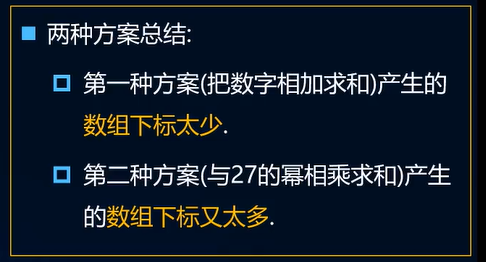 两种方案总结:
第一种方案(把数字相加求和)产生的
数组下标太少.
第二种方案(与27的幂相乘求和)产生
的数组下标又太多.